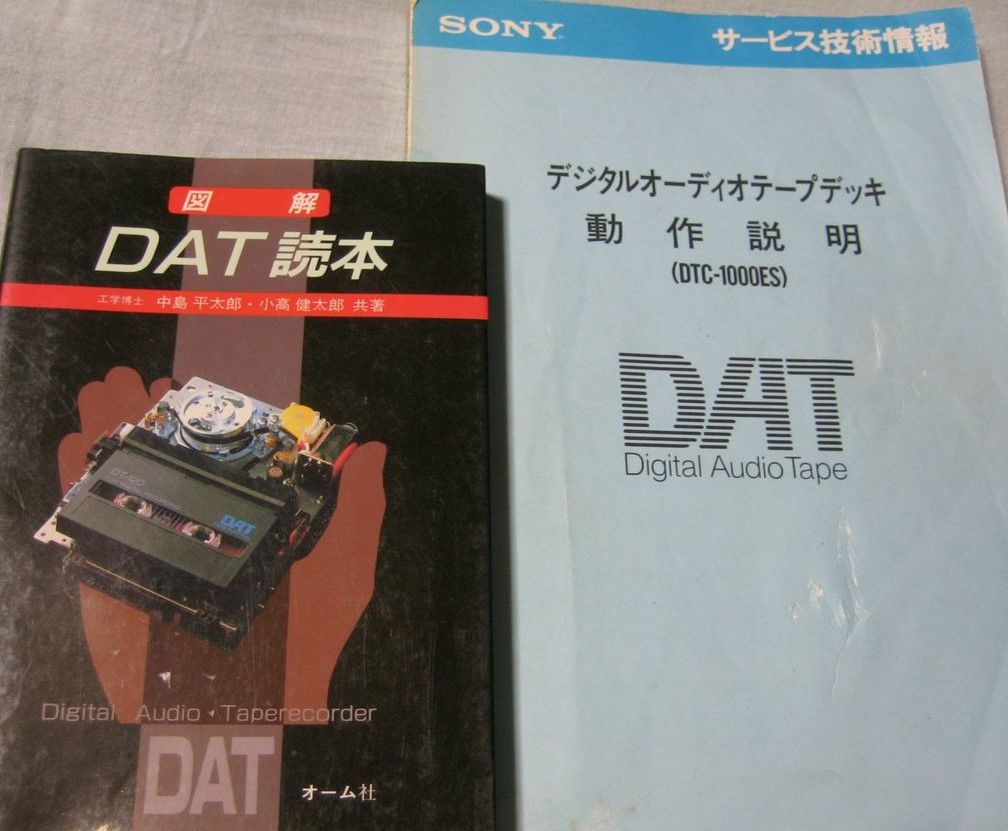 図解
DAT読本
工学博士 中島 平太郎・小高 健太郎 共著
DT-120
DAT
Digital Audio・Taperecorder
DAT
オーム社
SONY
サービス技術情報
デジタルオーディオテープデッキ
動作説明
(DTC-1000ES)
DAT
Digital Audio Tape